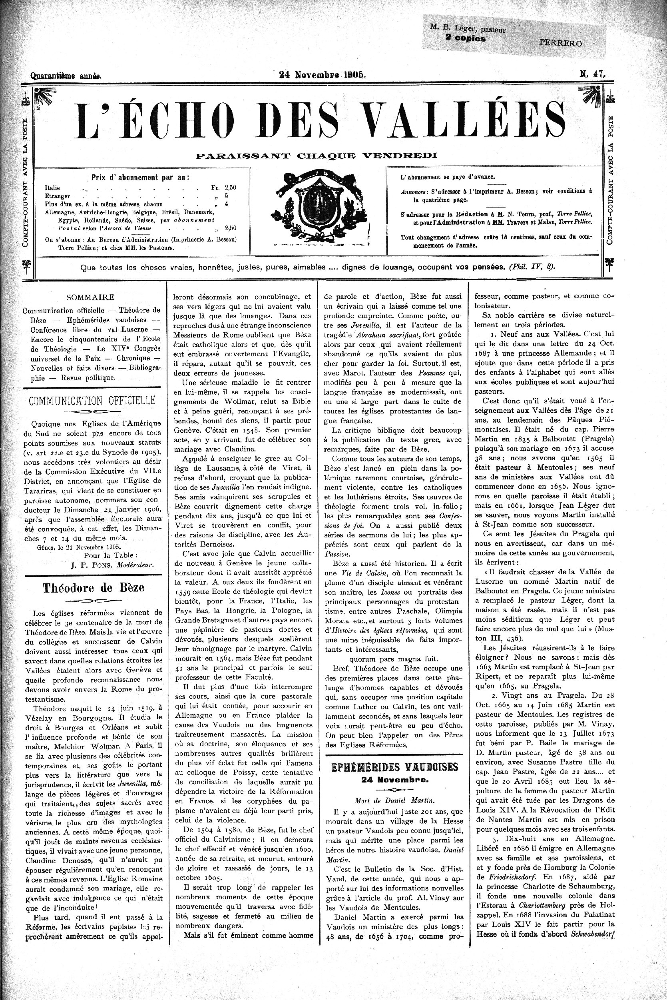 M. B. Léger, pasteur
2 copies
PERRERO
Quarantième année.
24 Novembre 1905.
N. 47.
COMPTE-COURANT AVEC LA POSTE
L'ÉCHO DES VALLÉES
COMPTE-COURANT AVEC LA POSTE
PARAISSANT CHAQUE VENDREDI
Prix d'abonnement par an:
Italie . . . . . . . . . Fr. 2,50
Etranger . . . . . . . . . „ 5
Plus d'un ex. à la même adresse, chacun . . „ 4
Allemagne, Autriche-Hongrie, Belgique, Brésil, Danemark,
Egypte, Hollande, Suède, Suisse, par abonnement
Postal selon l'Accord de Vienne . . . „ 2,50
On s'abonne: Au Bureau d'Administration (Imprimerie A. Besson)
Torre Pellice; et chez MM. les Pasteurs.
L'abonnement se paye d'avance.
Annonces: S'adresser à l'imprimeur A. Besson; voir conditions à
la quatrième page.
S'adresser pour la Rédaction à M. N. Tourn, prof., Torre Pellice,
et pour l'Administration à MM. Travers et Malan, Torre Pellice.
Tout changement d'adresse coûte 15 centimes, sauf ceux du com-
mencement de l'année.
Que toutes les choses vraies, honnêtes, justes, pures, aimables .... dignes de louange, occupent vos pensées. (Phil. IV, 8).
SOMMAIRE
Communication officielle — Théodore de
Bèze — Ephémérides vaudoises —
Conférence libre du val Luserne —
Encore le cinquantenaire de l'Ecole
de Théologie — Le XIVe Congrès
universel de la Paix — Chronique —
Nouvelles et faits divers — Bibliogra-
phie — Revue politique.
COMMUNICATION OFFICIELLE
Quoique nos Eglises de l'Amérique
du Sud ne soient pas encore de tous
points soumises aux nouveaux statuts
(v. art 22.e et 23.e du Synode de 1905),
nous accédons très volontiers au désir
de la Commission Exécutive du VII.e
District, en annonçant que l'Eglise de
Tarariras, qui vient de se constituer en
paroisse autonome, nommera son con-
ducteur le Dimanche 21 Janvier 1906,
après que l'assemblée électorale aura
été convoquée, à cet effet, les Diman-
ches 7 et 14 du même mois.
Gênes, le 21 Novembre 1905.
Pour la Table:
J.-P. PONS, Modérateur.
Théodore de Bèze
Les églises réformées viennent de
célébrer le 3e centenaire de la mort de
Théodore de Bèze. Mais la vie et l'œuvre
du collègue et successeur de Calvin
doivent aussi intéresser tous ceux qui
savent dans quelles relations étroites les
Vallées étaient alors avec Genève et
quelle profonde reconnaissance nous
devons avoir envers la Rome du pro-
testantisme.
Théodore naquit le 24 juin 1519, à
Vézelay en Bourgogne. Il étudia le
droit à Bourges et Orléans et subit
l'influence profonde et bénie de son
maître, Melchior Wolmar. A Paris, il
se lia avec plusieurs des célébrités con-
temporaines et, ses goûts le portant
plus vers la littérature que vers la
jurisprudence, il écrivit les Juvenilia, mé-
lange de pièces légères et d'ouvrages
qui traitaient, des sujets sacrés avec
toute la richesse d'images et avec le
vérisme le plus cru des mythologies
anciennes. A cette même époque, quoi-
qu'il jouît de maints revenus ecclésias-
tiques, il vivait avec une jeune personne,
Claudine Denosse, qu'il n'aurait pu
épouser régulièrement qu'en renonçant
à ces mêmes revenus. L'Eglise Romaine
aurait condamné son mariage, elle re-
gardait avec indulgence ce qui n'était
que de l'inconduite!
Plus tard, quand il eut passé à la
Réforme, les écrivains papistes lui re-
prochèrent amèrement ce qu'ils appel-
leront désormais son concubinage, et
ses vers légers qui ne lui avaient valu
jusque là que des louanges. Dans ces
reproches dus à une étrange inconscience
Messieurs de Rome oublient que Bèze
était catholique alors et que, dès qu'il
eut embrassé ouvertement l'Evangile,
il répara, autant qu'il se pouvait, ces
deux erreurs de jeunesse.
Une sérieuse maladie le fit rentrer
en lui-même, il se rappela les ensei-
gnements de Wollmar, relut sa Bible
et à peine guéri, renonçant à ses pré-
bendes, honni des siens, il partit pour
Genève. C'était en 1548. Son premier
acte, en y arrivant, fut de célébrer son
mariage avec Claudine.
Appelé à enseigner le grec au Col-
lège de Lausanne, à côté de Viret, il
refusa d'abord, croyant que la publica-
tion de ses Juvenilia l'en rendait indigne.
Ses amis vainquirent ses scrupules et
Bèze couvrit dignement cette charge
pendant dix ans, jusqu'à ce que lui et
Viret se trouvèrent en conflit, pour
des raisons de discipline, avec les Au-
torités Bernoises.
C'est avec joie que Calvin accueillit
de nouveau à Genève le jeune colla-
borateur dont il avait aussitôt apprécié
la valeur. A eux deux ils fondèrent en
1559 cette Ecole de théologie qui devint
bientôt, pour la France, l'Italie, les
Pays Bas, la Hongrie, la Pologne, la
Grande Bretagne et d'autres pays encore
une pépinière de pasteurs doctes et
dévoués, plusieurs desquels scellèrent
leur témoignage par le martyre. Calvin
mourait en 1564, mais Bèze fut pendant
41 ans le principal et parfois le seul
professeur de cette Faculté.
Il dut plus d'une fois interrompre
ses cours, ainsi que la cure pastorale
qui lui était confiée, pour accourir en
Allemagne ou en France plaider la
cause des Vaudois ou des huguenots
traîtreusement massacrés. La mission
où sa doctrine, son éloquence et ses
nombreuses autres qualités brillèrent
du plus vif éclat fut celle qui l'amena
au colloque de Poissy, cette tentative
de conciliation de laquelle aurait pu
dépendre la victoire de la Réformation
en France, si les coryphées du pa-
pisme n'avaient eu déjà leur parti pris,
celui de la violence.
De 1564 à 1580, de Bèze, fut le chef
officiel du Calvinisme; il en demeura
le chef effectif et vénéré jusqu'en 1600,
année de sa retraite, et mourut, entouré
de gloire et rassasié de jours, le 13
octobre 1605.
Il serait trop long de rappeler les
nombreux moments de cette époque
mouvementée qu'il traversa avec fidé-
lité, sagesse et fermeté au milieu de
nombreux dangers.
Mais s'il fut éminent comme homme
de parole et d'action, Bèze fut aussi
un écrivain qui a laissé comme tel une
profonde empreinte. Comme poète, ou-
tre ses Juvenilia, il est l'auteur de la
tragédie Abraham sacrifiant, fort goûtée
alors par ceux qui avaient réellement
abandonné ce qu'ils avaient de plus
cher pour garder la foi. Surtout, il est,
avec Marot, l'auteur des Psaumes qui,
modifiés peu à peu à mesure que la
langue française se modernissait, ont
eu une si large part dans le culte de
toutes les églises protestantes de lan-
gue française.
La critique biblique doit beaucoup
à la publication du texte grec, avec
remarques, faite par de Bèze.
Comme tous les auteurs de son temps,
Bèze s'est lancé en plein dans la po-
lémique rarement courtoise, générale-
ment violente, contre les catholiques
et les luthériens étroits. Ses œuvres de
théologie forment trois vol. in-folio;
les plus remarquables sont ses Confes-
sions de foi. On a aussi publié deux
séries de sermons de lui; les plus ap-
préciés sont ceux qui parlent de la
Passion.
Bèze a aussi été historien. Il a écrit
une Vie de Calvin, où l'on reconnaît la
plume d'un disciple aimant et vénérant
son maître, les Icones ou portraits des
principaux personnages du protestan-
tisme, entre autres Paschale, Olimpia
Morata etc., et surtout 3 forts volumes
d'Histoire des églises réformées, qui sont
une mine inépuisable de faits impor-
tants et intéressants,
quorum pars magna fuit.
Bref, Théodore de Bèze occupe une
des premières places dans cette pha-
lange d'hommes capables et dévoués
qui, sans occuper une position capitale
comme Luther ou Calvin, les ont vail-
lamment secondés, et sans lesquels leur
voix aurait peut-être eu peu d'écho.
On peut bien l'appeler un des Pères
des Eglises Réformées,
EPHÉMÉRIDES VAUDOISES
24 Novembre.
Mort de Daniel Martin.
Il y a aujourd'hui juste 201 ans, que
mourait dans un village de la Hesse
un pasteur Vaudois peu connu jusqu'ici,
mais qui mérite une place parmi les
héros de notre histoire vaudoise, Daniel
Martin.
C'est le Bulletin de la Soc. d'Hist.
Vaud. de cette année, qui nous a ap-
porté sur lui des informations nouvelles
grâce à l'article du prof. Al. Vinay sur
les Vaudois de Mentoules.
Daniel Martin a exercé parmi les
Vaudois un ministère des plus longs:
48 ans, de 1656 à 1704, comme pro-
fesseur, comme pasteur, et comme co-
lonisateur.
Sa noble carrière se divise naturel-
lement en trois périodes.
1. Neuf ans aux Vallées. C'est lui
qui le dit dans une lettre du 24 Oct.
1687 à une princesse Allemande; et il
ajoute que dans cette période il a pris
des enfants à l'alphabet qui sont allés
aux écoles publiques et sont aujourd'hui
pasteurs.
C'est donc qu'il s'était voué à l'en-
seignement aux Vallées dès l'âge de 21
ans, au lendemain des Pâques Pié-
montaises. Il était né du cap. Pierre
Martin en 1835 à Balboutet (Pragela)
puisqu'à son mariage en 1673 il accuse
38 ans; nous savons qu'en 1565 il
était pasteur à Mentoules; ses neuf
ans de ministère aux Vallées ont dû
commencer donc en 1656. Nous igno-
rons en quelle paroisse il était établi;
mais en 1661, lorsque Jean Léger dut
se sauver, nous voyons Martin installé
à St-Jean comme son successeur.
Ce sont les Jésuites du Pragela qui
nous en avertissent, car dans un mé-
moire de cette année au gouvernement,
ils écrivent:
«Il faudrait chasser de la Vallée de
Luserne un nommé Martin natif de
Balboutet en Pragela. Ce jeune ministre
a remplacé le pasteur Léger, dont la
maison a été rasée, mais il n'est pas
moins séditieux que Léger et peut
faire encore plus de mal que lui» (Mus-
ton III, 436).
Les Jésuites réussirent-ils à le faire
éloigner? Nous ne savons: mais dès
1663 Martin est remplacé à St-Jean par
Ripert, et ne reparaît plus lui-même
qu'en 1665, au Pragela.
2. Vingt ans au Pragela. Du 28
Oct. 1665 au 14 Juin 1685 Martin est
pasteur de Mentoules. Les registres de
cette paroisse, publiés par M. Vinay,
nous informent que le 13 Juillet 1673
fut béni par P. Baile le mariage de
D. Martin pasteur, âgé de 38 ans ou
environ, avec Susanne Pastre fille du
cap. Jean Pastre, âgée de 22 ans.... et
que le 20 Avril 1685 eut lieu la sé-
pulture de la femme du pasteur Martin
qui avait été tuée par les Dragons de
Louis XIV. A la Révocation de l'Edit
de Nantes Martin est mis en prison
pour quelques mois avec ses trois enfants.
3. Dix-huit ans en Allemagne.
Libéré en 1686 il émigre en Allemagne
avec sa famille et ses paroissiens, et
et y fonde près de Homburg la Colonie
de Friedrichsdorf. En 1687, aidé par
la princesse Charlotte de Schaumburg,
il fonde une nouvelle colonie dans
l'Esterau à Charlottemberg près de Hol-
zappel. En 1688 l'invasion du Palatinat
par Louis XIV le fait partir pour la
Hesse où il fonda d'abord Schwabendorf